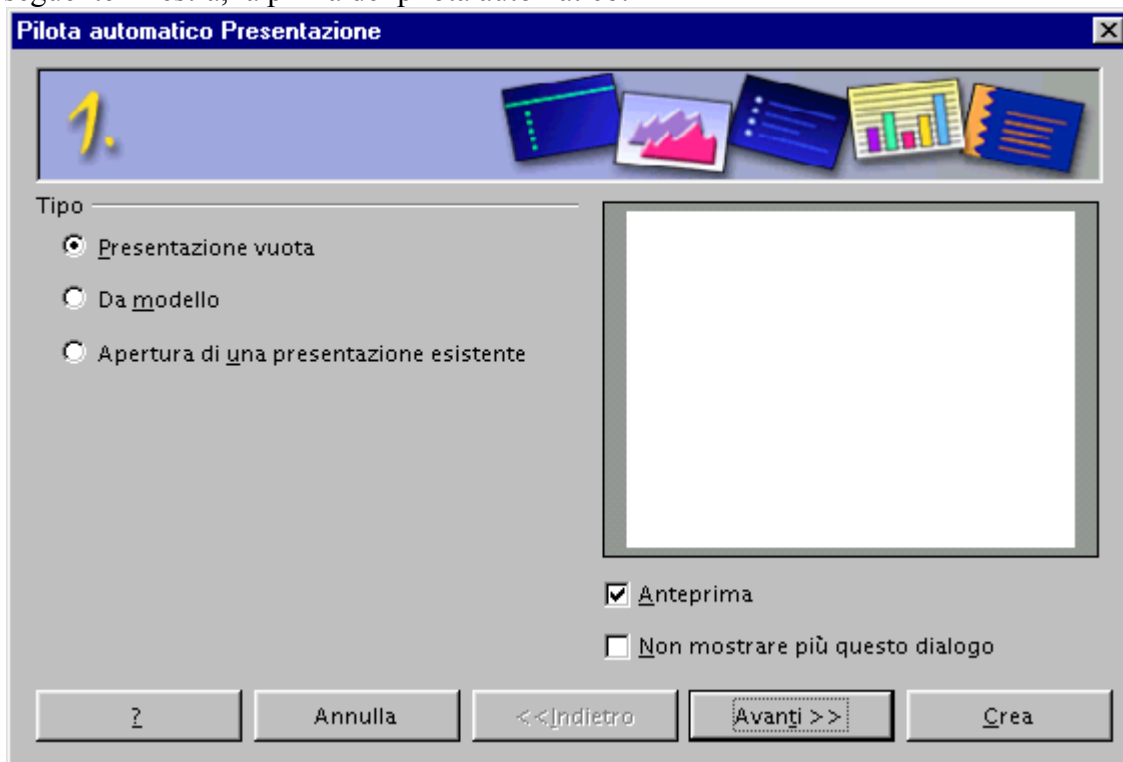 Pilota automatico Presentazione
1.
Tipo
Presentazione vuota
Da modello
Apertura di una presentazione esistente
Anteprima
Non mostrare più questo dialogo
? Annulla <<Indietro Avanti >> Crea